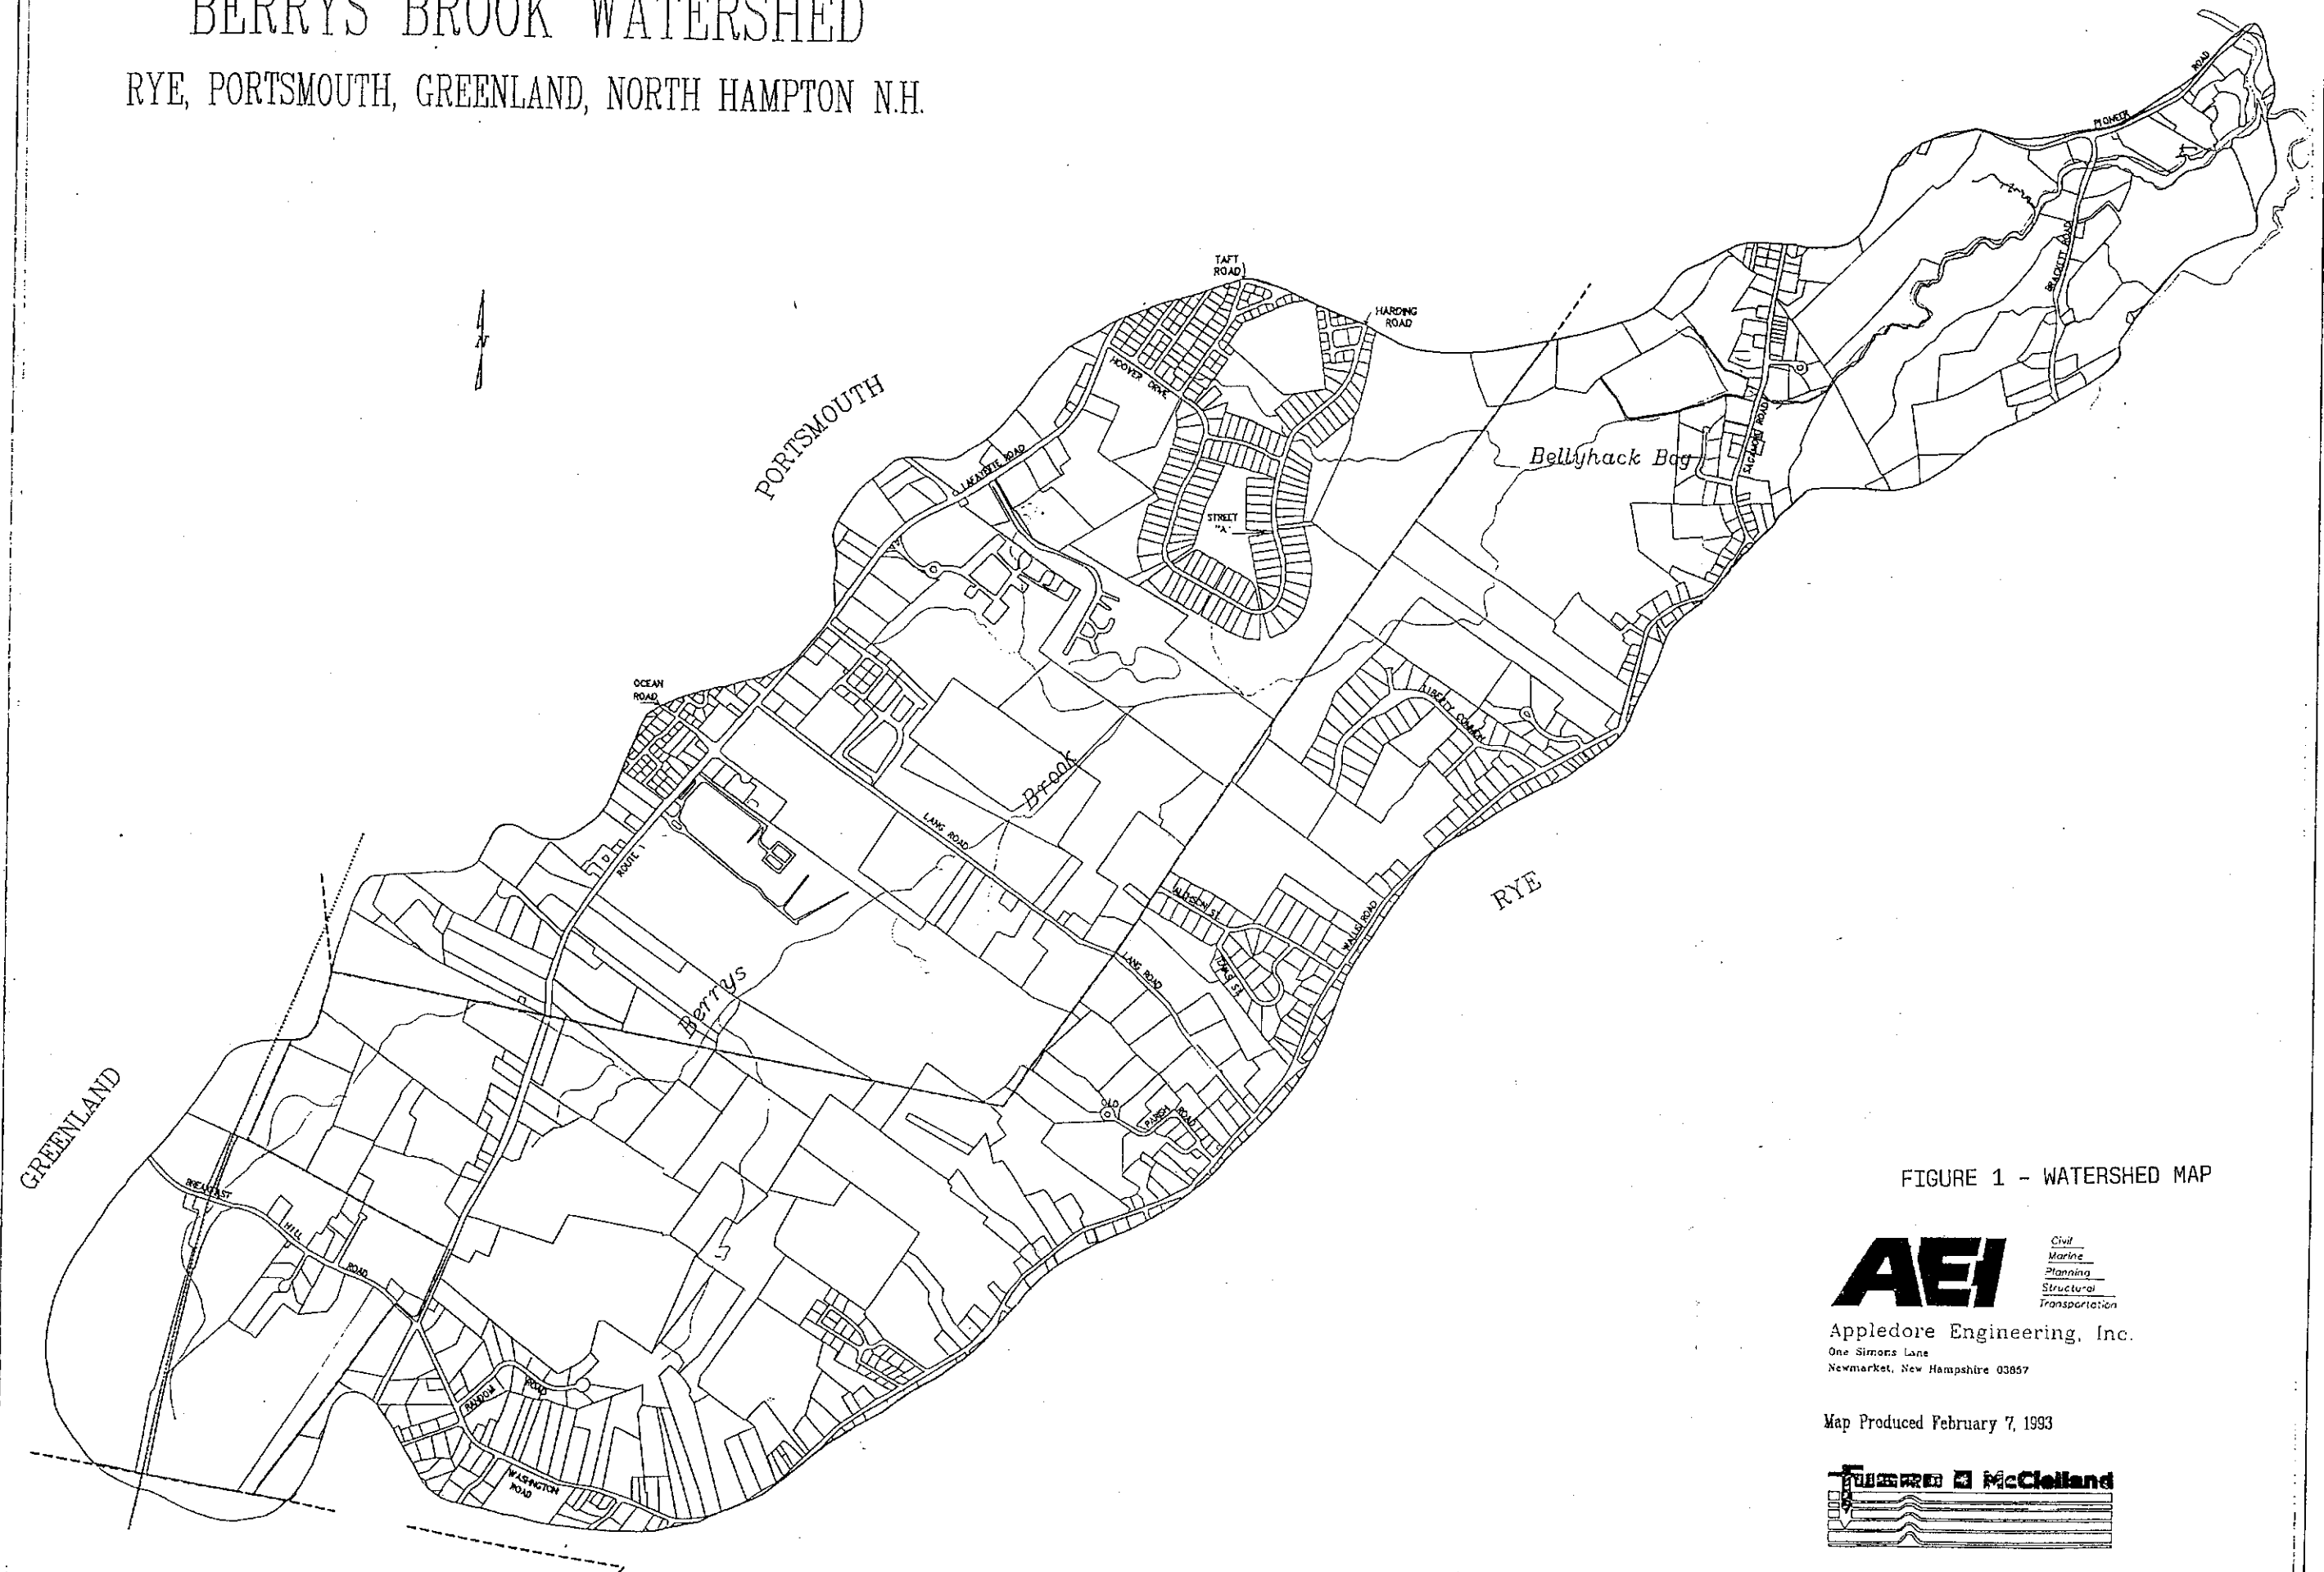 BERRYS BROOK WATERSHED
RYE, PORTSMOUTH, GREENLAND, NORTH HAMPTON N.H.
N
ROAD
PIONEER
BRACKETT ROAD
TAFT
ROAD
HARDING
ROAD
HOOVER DRIVE
PORTSMOUTH
LAFAYETTE ROAD
Bellyhack Bog
SAGAMORE ROAD
STREET
"A"
OCEAN
ROAD
LIBERTY COMMON
Brook
LANG ROAD
ROUTE 1
RYE
WALLIS ROAD
LANG ROAD
Berrys
OLD
PARISH
ROAD
GREENLAND
BREAKFAST
HILL
ROAD
RANDOM
ROAD
WASHINGTON
ROAD
FIGURE 1 - WATERSHED MAP
AEI
Civil
Marine
Planning
Structural
Transportation
Appledore Engineering, Inc.
One Simons Lane
Newmarket, New Hampshire 03857
Map Produced February 7, 1993
McClelland